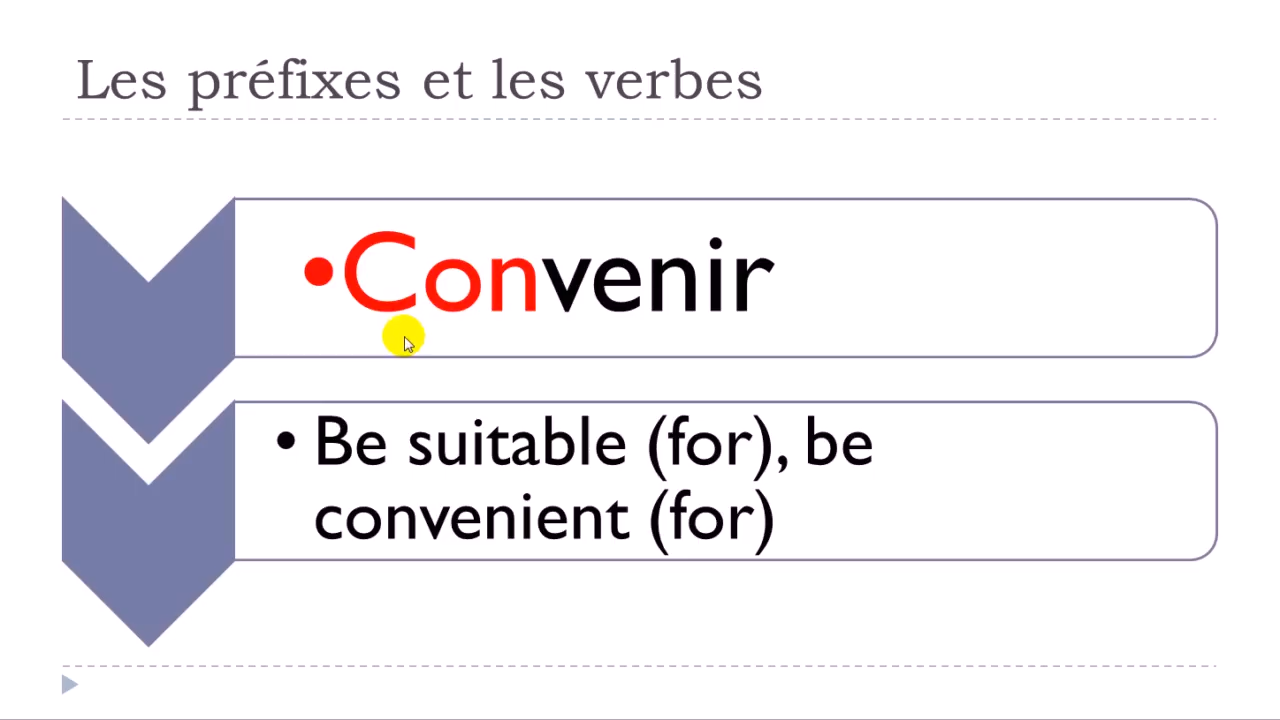 Les préfixes et les verbes
•Convenir
• Be suitable (for), be
convenient (for)